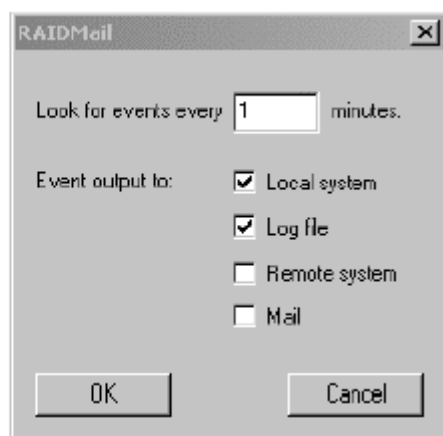 RAIDMail
Look for events every 1 minutes.
Event output to: Local system
Log file
Remote system
Mail
OK Cancel